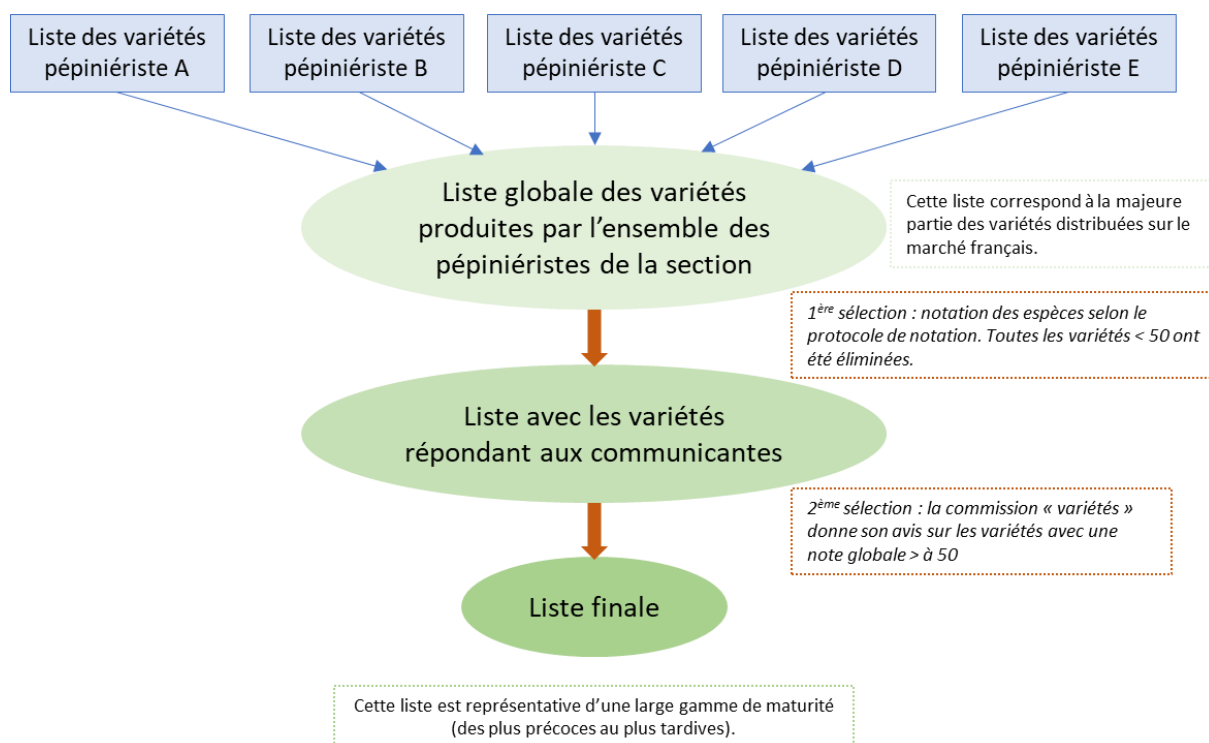 Liste des variétés
pépiniériste A
Liste des variétés
pépiniériste B
Liste des variétés
pépiniériste C
Liste des variétés
pépiniériste D
Liste des variétés
pépiniériste E
Liste globale des variétés
produites par l’ensemble des
pépiniéristes de la section
Cette liste correspond à la majeure
partie des variétés distribuées sur le
marché français.
1ère sélection : notation des espèces selon le
protocole de notation. Toutes les variétés < 50 ont
été éliminées.
Liste avec les variétés
répondant aux communicantes
2ème sélection : la commission « variétés »
donne son avis sur les variétés avec une
note globale > à 50
Liste finale
Cette liste est représentative d’une large gamme de maturité
(des plus précoces au plus tardives).